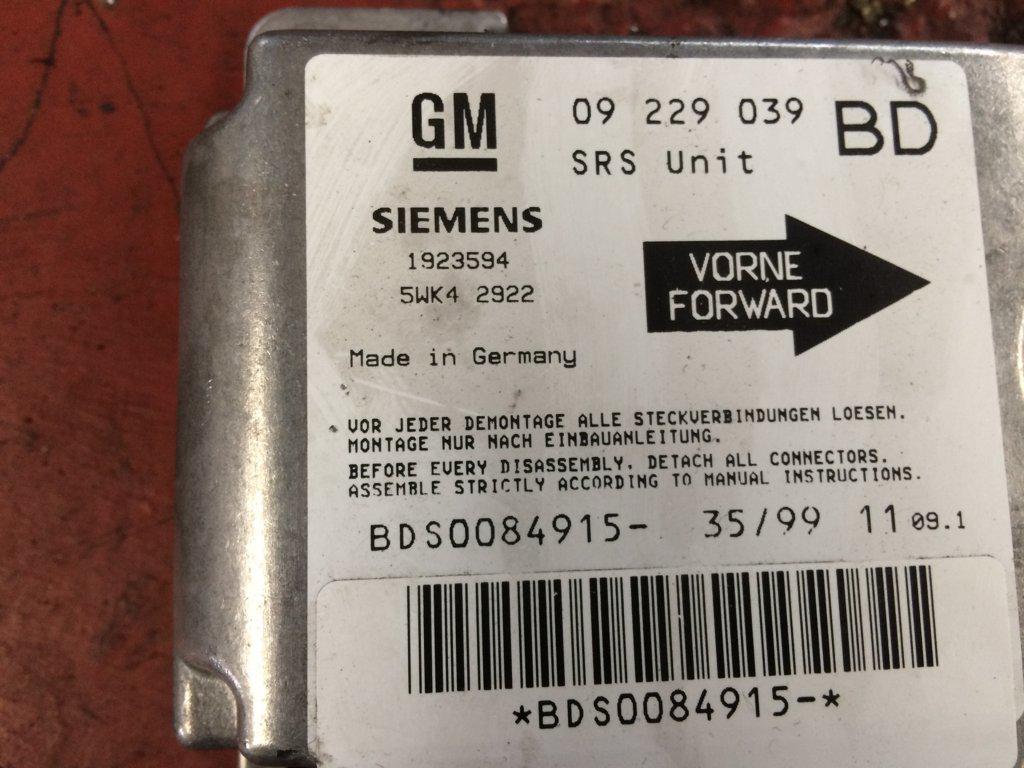 GM 09 229 039 BD
SRS Unit
SIEMENS
1923594
5WK4 2922
VORNE
FORWARD
Made in Germany
VOR JEDER DEMONTAGE ALLE STECKVERBINDUNGEN LOESEN.
MONTAGE NUR NACH EINBAUANLEITUNG.
BEFORE EVERY DISASSEMBLY, DETACH ALL CONNECTORS.
ASSEMBLE STRICTLY ACCORDING TO MANUAL INSTRUCTIONS.
BDS0084915- 35/99 11 09.1
*BDS0084915-*